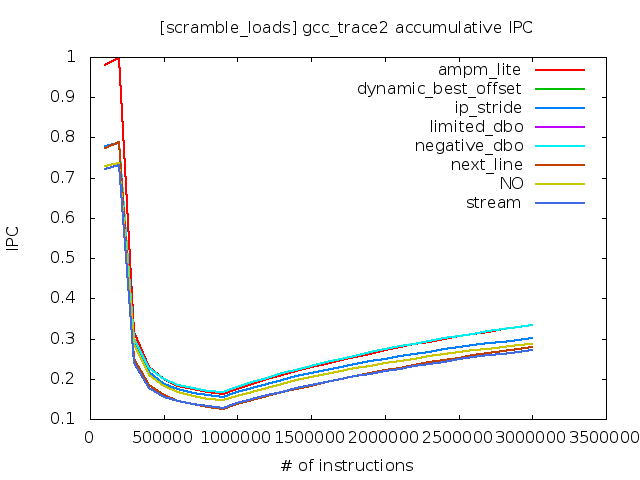 [scramble_loads] gcc_trace2 accumulative IPC
1
0.9
0.8
0.7
0.6
0.5
0.4
0.3
0.2
0.1
IPC
ampm_lite
dynamic_best_offset
ip_stride
limited_dbo
negative_dbo
next_line
NO
stream
0 500000 1000000 1500000 2000000 2500000 3000000 3500000
# of instructions